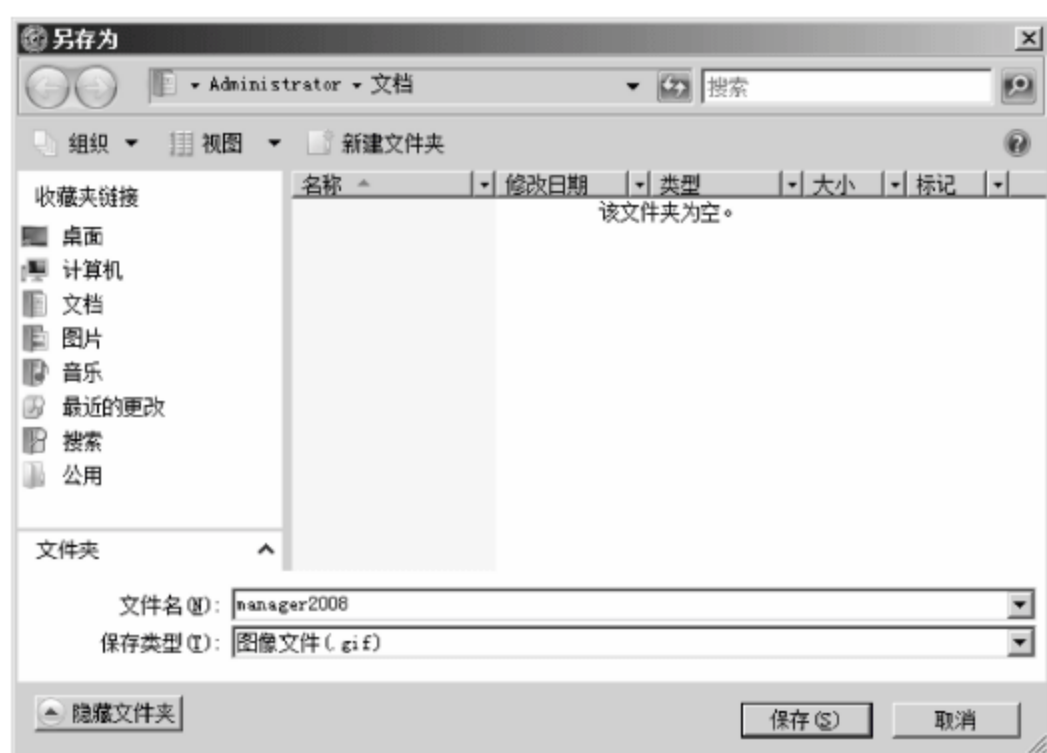 另存为
Administrator 文档 搜索
组织 视图 新建文件夹
收藏夹链接
桌面
计算机
文档
图片
音乐
最近的更改
搜索
公用
文件夹
名称 修改日期 类型 大小 标记
该文件夹为空。
文件名(N): manager2008
保存类型(T): 图像文件(.gif)
隐藏文件夹 保存(S) 取消